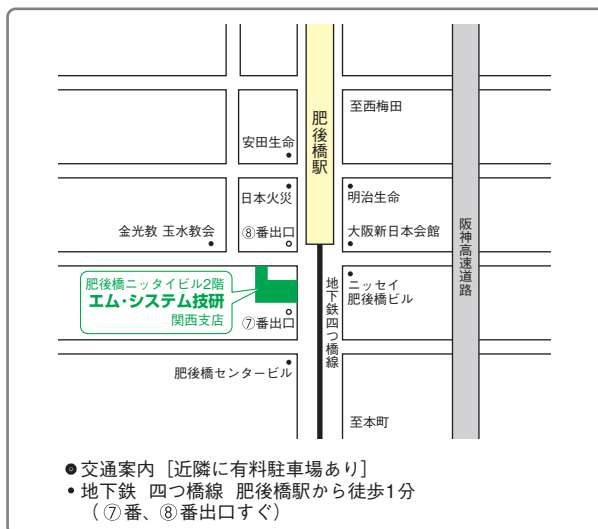 至西梅田
肥後橋駅
安田生命
日本火災
明治生命
金光教 玉水教会
⑧番出口
大阪新日本会館
阪神高速道路
肥後橋ニッタイビル2階
エム・システム技研
関西支店
ニッセイ
肥後橋ビル
地下鉄四つ橋線
⑦番出口
肥後橋センタービル
至本町
●交通案内 [近隣に有料駐車場あり]
・地下鉄 四つ橋線 肥後橋駅から徒歩1分
(⑦番、⑧番出口すぐ)